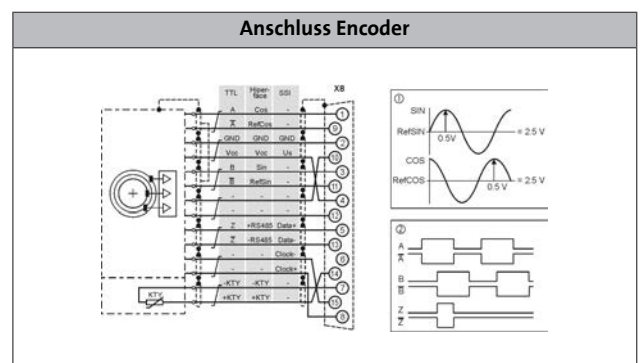 Anschluss Encoder
TTL Hiper-face SSI X8
A Cos -
A̅ RefCos -
GND GND GND
Vcc Vcc Us
B Sin -
B̅ RefSin -
- - -
- - -
Z +RS485 Data+
Z̅ -RS485 Data-
- - Clock-
- - Clock+
-KTY -KTY -
+KTY +KTY -
KTY
1
9
2
10
3
11
4
12
5
13
6
14
7
15
8
①
SIN
RefSIN
0.5V
= 2.5 V
COS
RefCOS
0.5 V
= 2.5 V
②
A
A̅
B
B̅
Z
Z̅